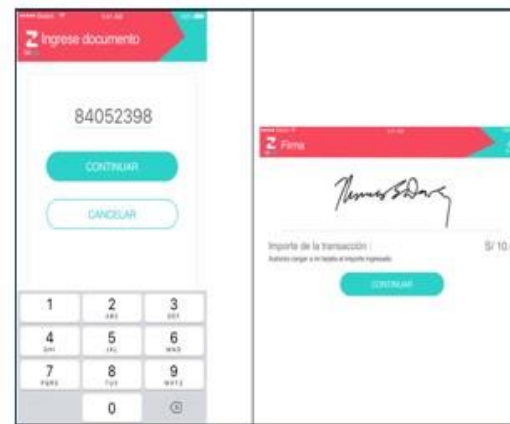 Z Ingrese documento
84052398
CONTINUAR
CANCELAR
1
2
ABC
3
DEF
4
GHI
5
JKL
6
MNO
7
PQRS
8
TUV
9
WXYZ
0
Z Firma
Importe de la transacción :
S/ 10.
Autorizo cargar a mi tarjeta el importe ingresado.
CONTINUAR